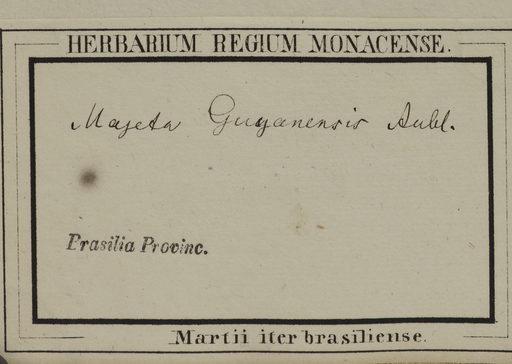 HERBARIUM REGIUM MONACENSE.
Majeta Guyanensis Aubl.
Brasilia Provinc.
Martii iter brasiliense.